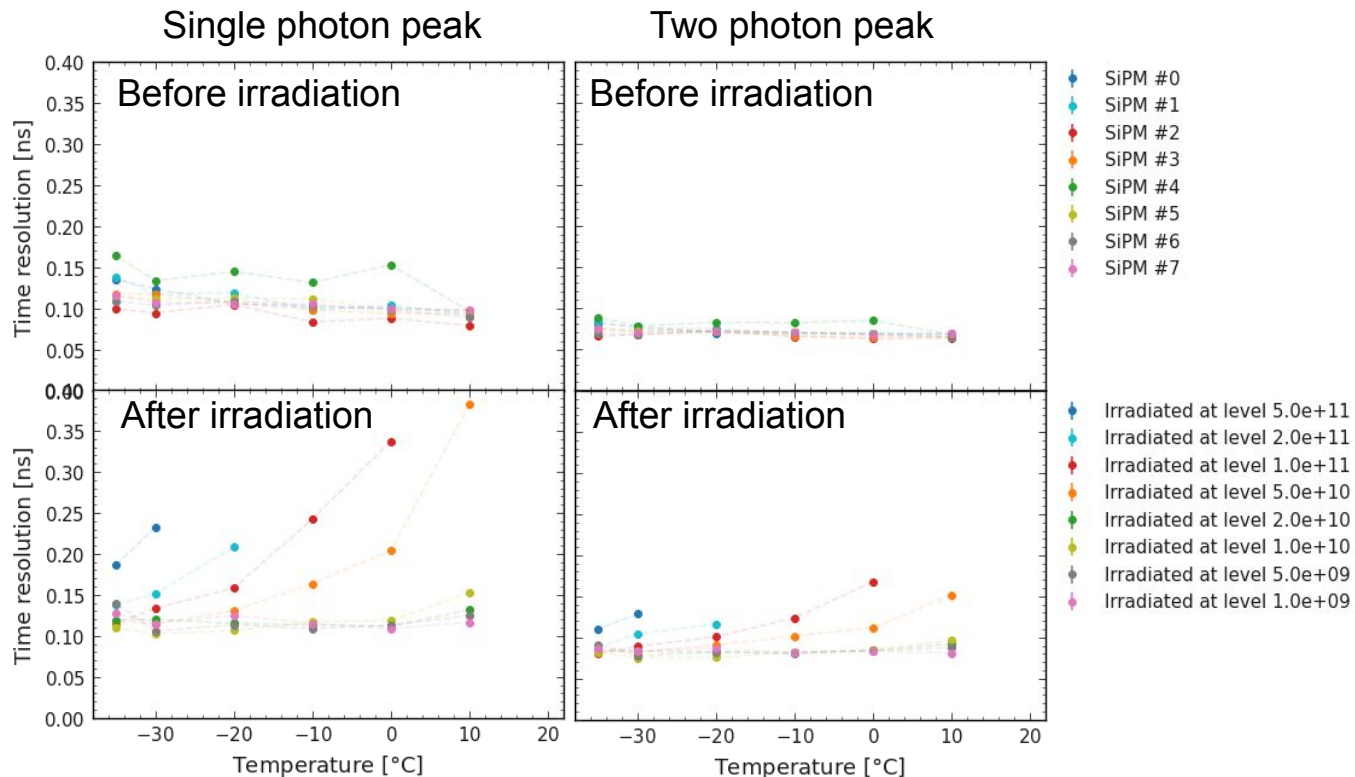 Single photon peak
Two photon peak
Before irradiation
Before irradiation
Time resolution [ns]
0.40
0.35
0.30
0.25
0.20
0.15
0.10
0.05
SiPM #0
SiPM #1
SiPM #2
SiPM #3
SiPM #4
SiPM #5
SiPM #6
SiPM #7
After irradiation
After irradiation
Time resolution [ns]
0.40
0.35
0.30
0.25
0.20
0.15
0.10
0.05
0.00
−30 −20 −10 0 10 20
Temperature [°C]
−30 −20 −10 0 10 20
Temperature [°C]
Irradiated at level 5.0e+11
Irradiated at level 2.0e+11
Irradiated at level 1.0e+11
Irradiated at level 5.0e+10
Irradiated at level 2.0e+10
Irradiated at level 1.0e+10
Irradiated at level 5.0e+09
Irradiated at level 1.0e+09